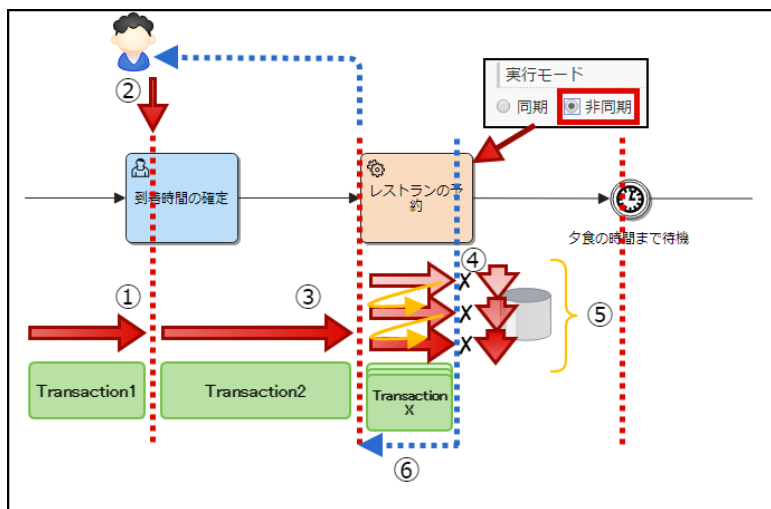 ②
実行モード
同期
非同期
到着時間の確定
レストランの予
約
夕食の時間まで待機
①
③
④
X
X
X
⑤
Transaction1
Transaction2
Transaction
X
⑥